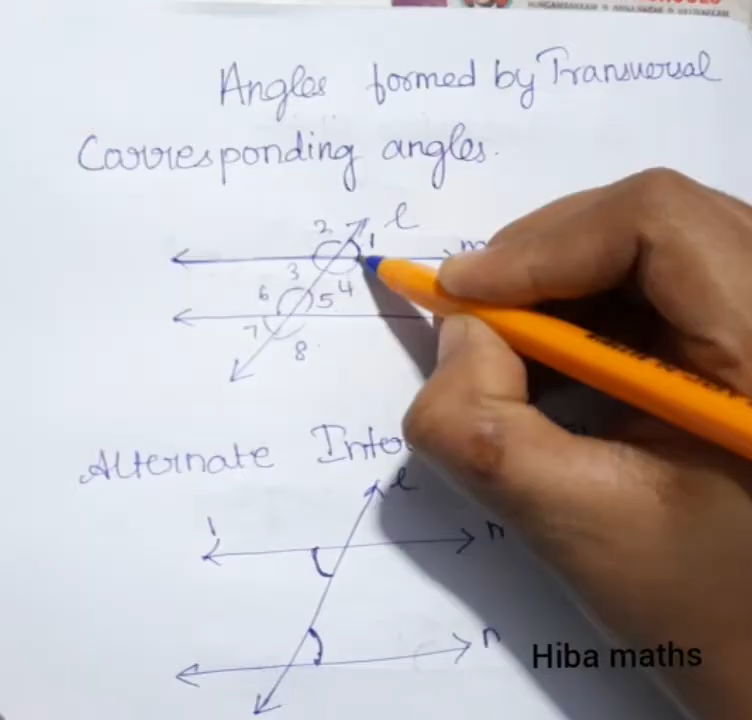 Angles formed by Transversal
Corresponding angles.
2 l
1
m
3
6 5 4
7
8
Alternate
l
n
n
Hiba maths